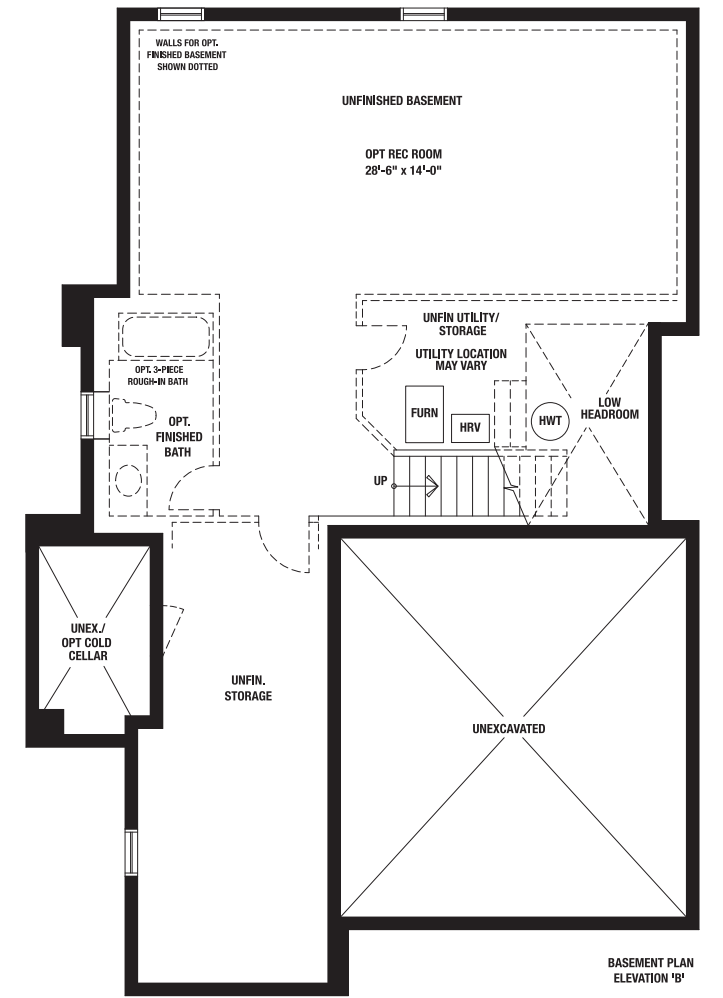 WALLS FOR OPT.
FINISHED BASEMENT
SHOWN DOTTED
UNFINISHED BASEMENT
OPT REC ROOM
28'-6" x 14'-0"
UNFIN UTILITY/
STORAGE
UTILITY LOCATION
MAY VARY
OPT. 3-PIECE
ROUGH-IN BATH
OPT.
FINISHED
BATH
FURN
HRV
HWT
LOW
HEADROOM
UP
UNEX./
OPT COLD
CELLAR
UNFIN.
STORAGE
UNEXCAVATED
BASEMENT PLAN
ELEVATION 'B'